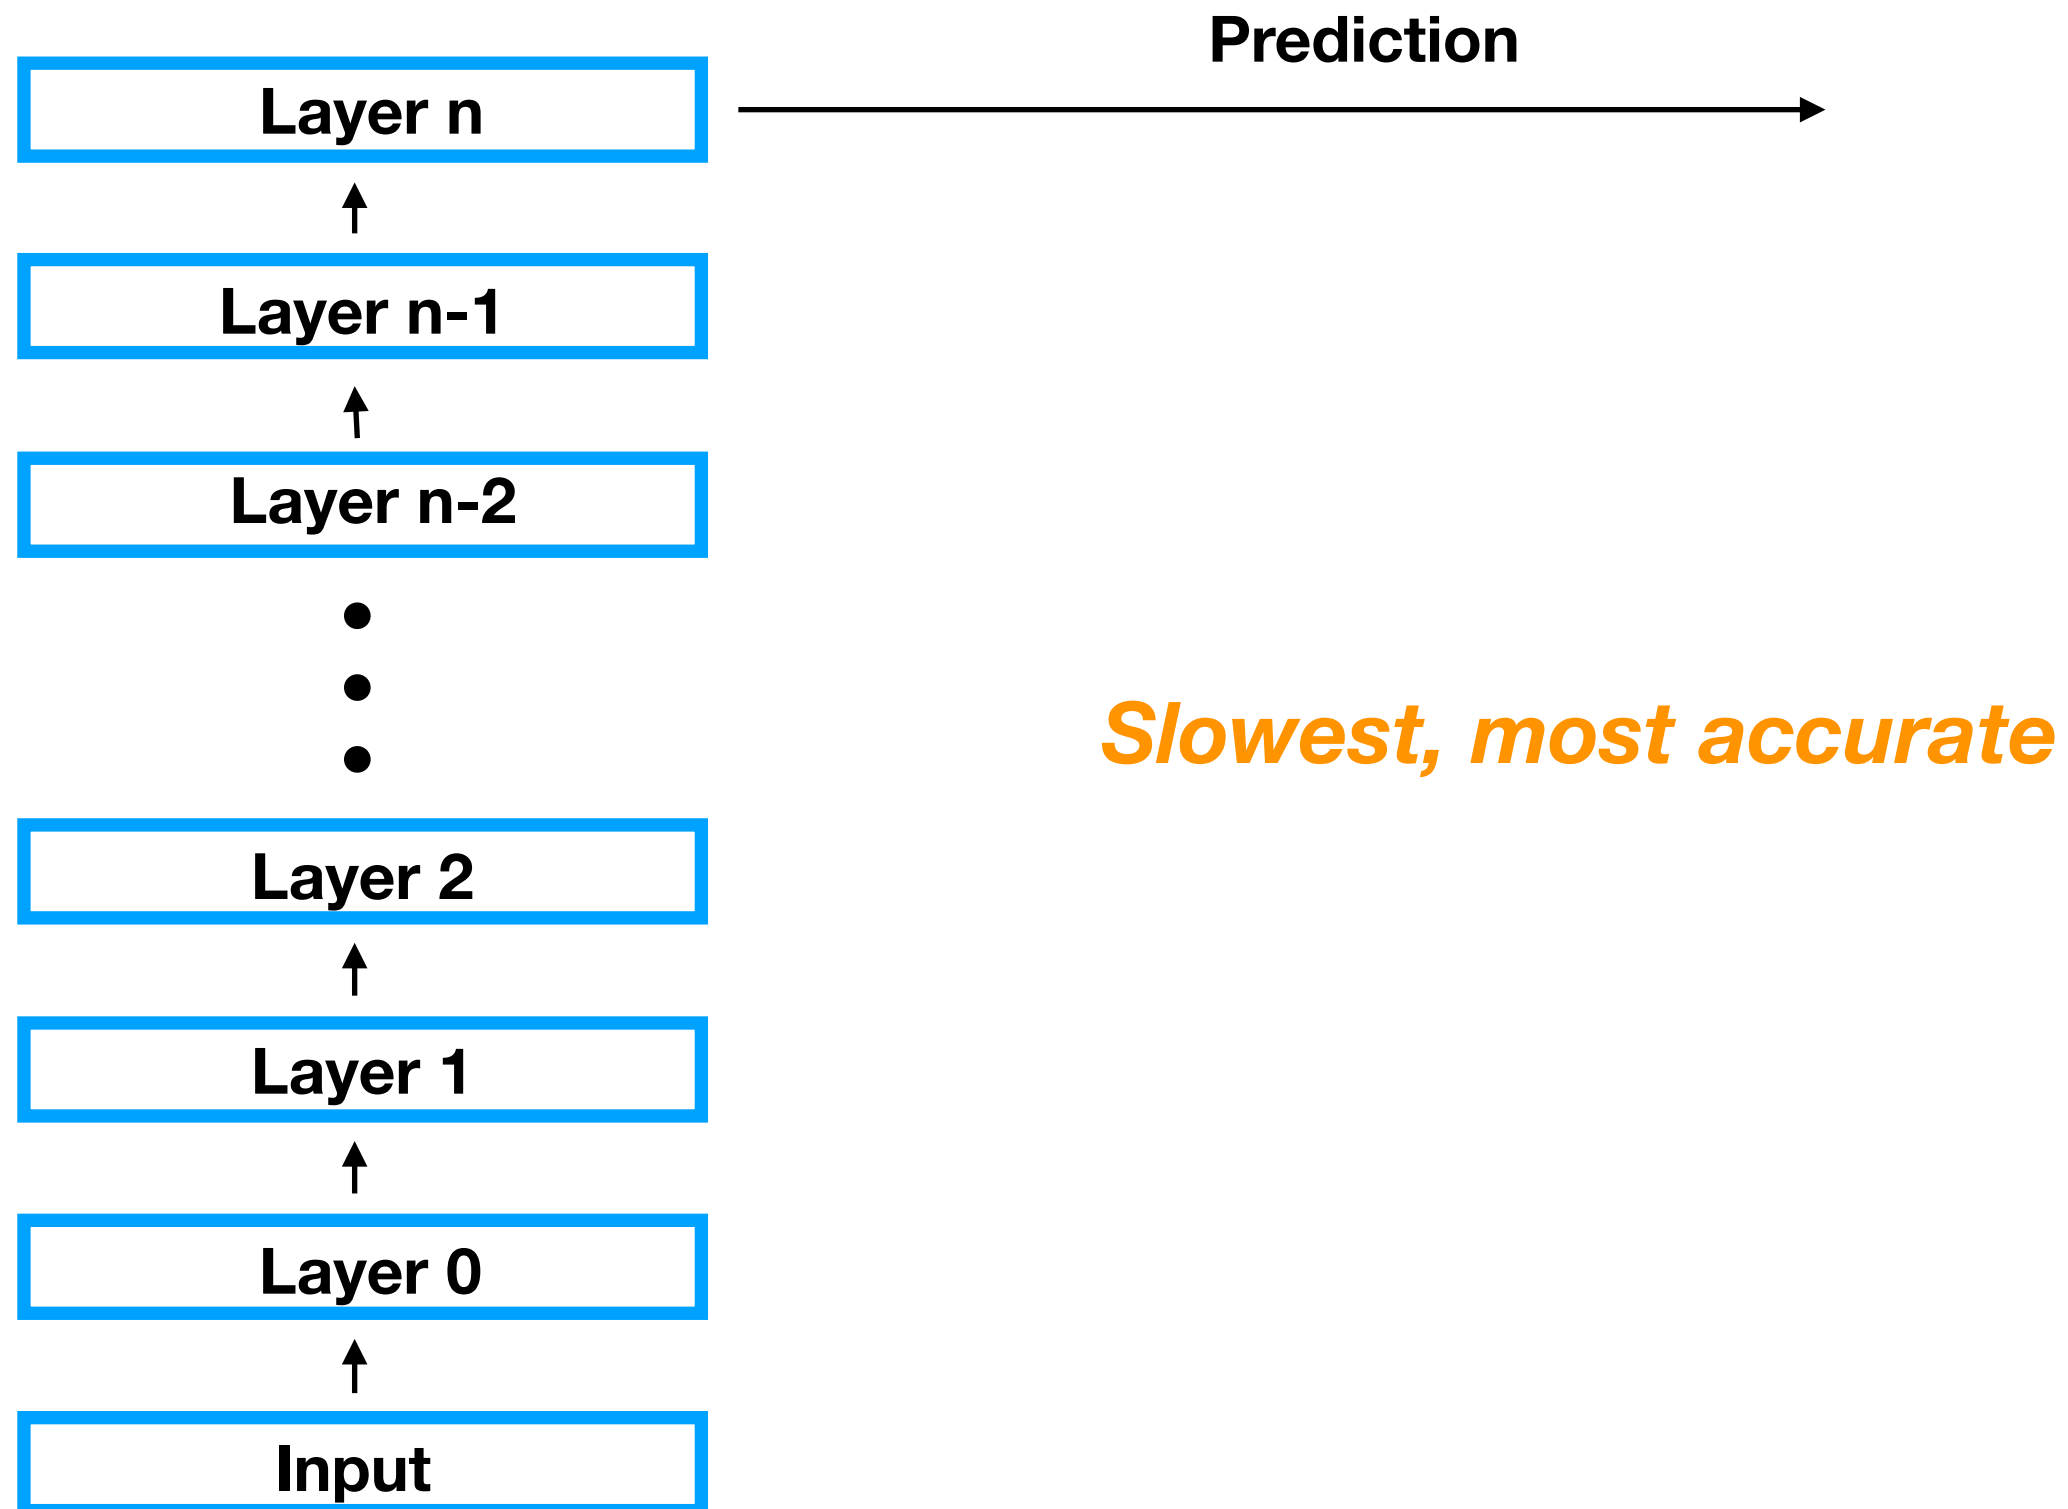 Prediction
Layer n
Layer n-1
Layer n-2
Slowest, most accurate
Layer 2
Layer 1
Layer 0
Input